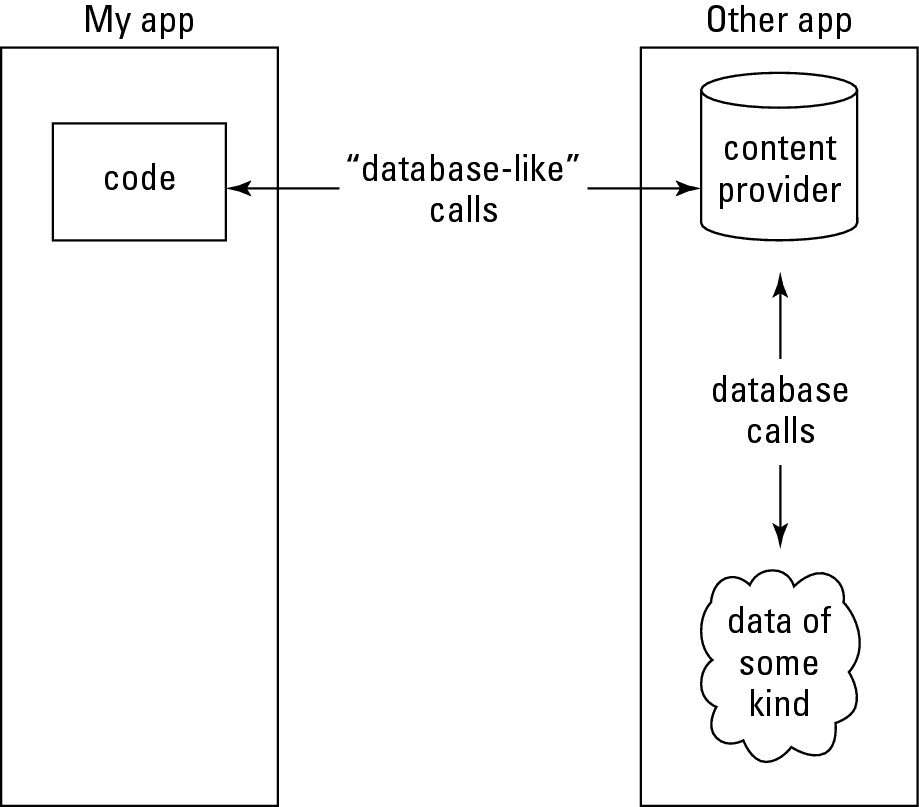 My app
Other app
code
“database-like”
calls
content
provider
database
calls
data of
some
kind